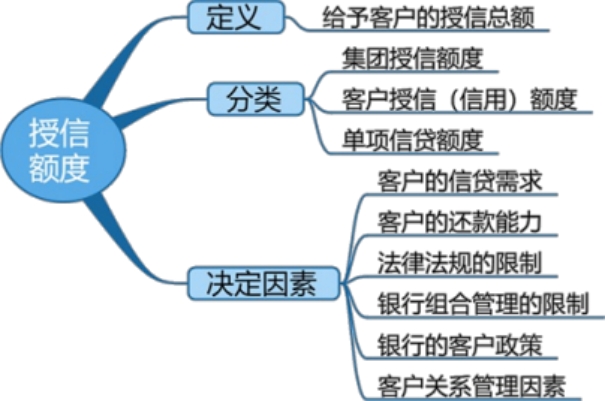 授信
额度
定义
给予客户的授信总额
分类
集团授信额度
客户授信（信用）额度
单项信贷额度
决定因素
客户的信贷需求
客户的还款能力
法律法规的限制
银行组合管理的限制
银行的客户政策
客户关系管理因素